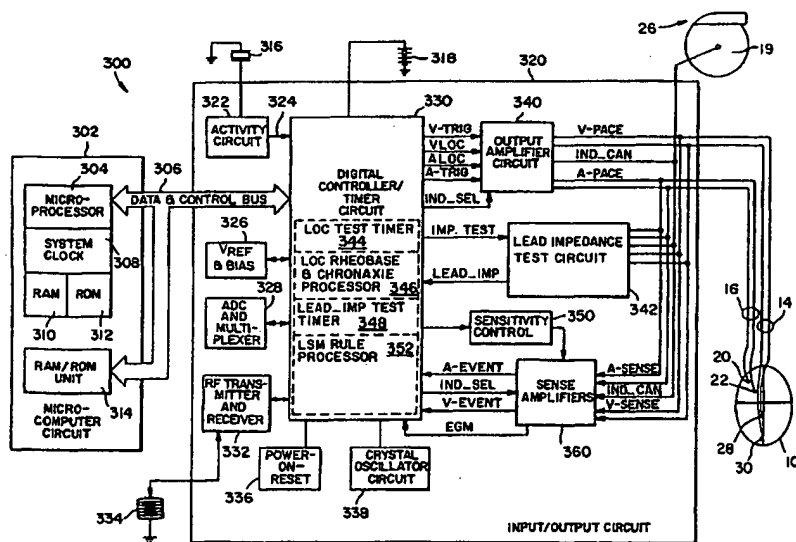 316
318
26
19
300
320
322
324
330
340
ACTIVITY CIRCUIT
V-TRIG
VLOC
ALOC
A-TRIG
IND_SEL
OUTPUT AMPLIFIER CIRCUIT
V-PACE
IND_CAN
A-PACE
302
304
306
MICRO-PROCESSOR
DATA & CONTROL BUS
DIGITAL CONTROLLER/ TIMER CIRCUIT
SYSTEM CLOCK
308
RAM
ROM
310
312
RAM/ROM UNIT
314
MICRO-COMPUTER CIRCUIT
326
VREF & BIAS
328
ADC AND MULTI-PLEXER
RF TRANS-MITTER AND RECEIVER
332
334
LOC TEST TIMER
344
LOC RHEOBASE & CHRONAXIE PROCESSOR
346
LEAD_IMP TEST TIMER
348
LSM RULE PROCESSOR
352
IMP. TEST
LEAD_IMP
LEAD IMPEDANCE TEST CIRCUIT
342
350
SENSITIVITY CONTROL
A-EVENT
IND_SEL
V-EVENT
EGM
SENSE AMPLIFIERS
360
A-SENSE
IND_CAN
V-SENSE
16
14
20
22
28
30
10
POWER-ON-RESET
336
CRYSTAL OSCILLATOR CIRCUIT
338
INPUT/OUTPUT CIRCUIT